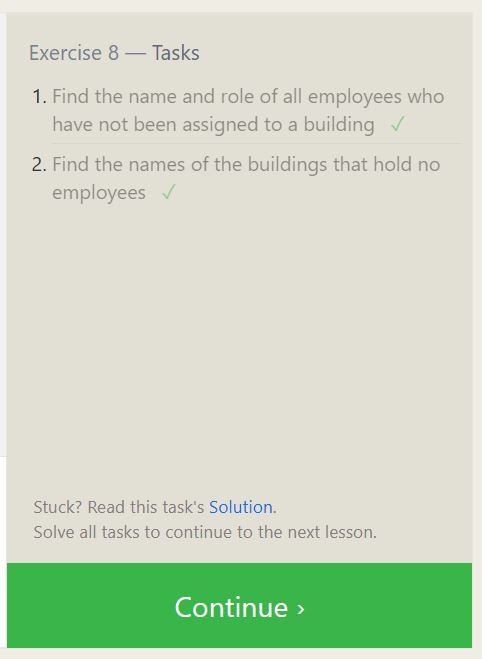 Exercise 8 — Tasks
1. Find the name and role of all employees who
have not been assigned to a building ✓
2. Find the names of the buildings that hold no
employees ✓
Stuck? Read this task's Solution.
Solve all tasks to continue to the next lesson.
Continue ›